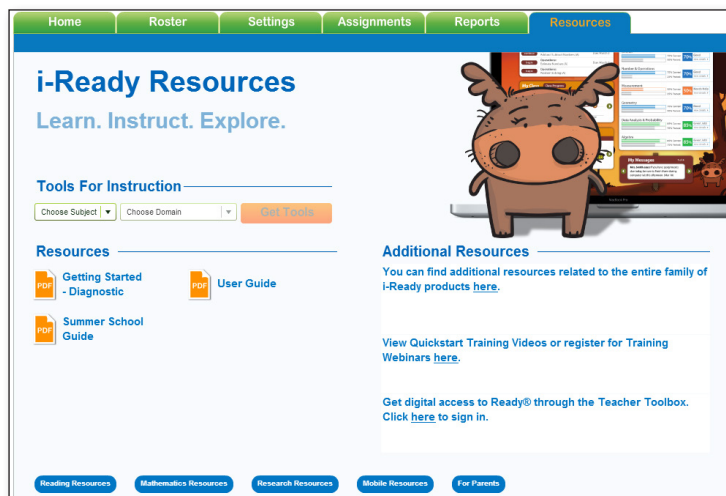 Home Roster Settings Assignments Reports Resources
i-Ready Resources
Learn. Instruct. Explore.
Tools For Instruction
Choose Subject Choose Domain Get Tools
Resources
PDF Getting Started
- Diagnostic
PDF User Guide
PDF Summer School
Guide
Additional Resources
You can find additional resources related to the entire family of
i-Ready products here.
View Quickstart Training Videos or register for Training
Webinars here.
Get digital access to Ready® through the Teacher Toolbox.
Click here to sign in.
My Messages
Reading Resources Mathematics Resources Research Resources Mobile Resources For Parents